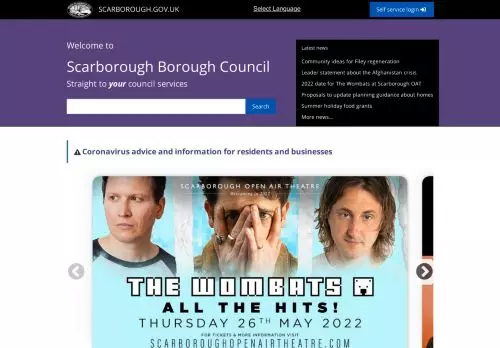 SCARBOROUGH.GOV.UK
Select Language
Self service login
Welcome to
Scarborough Borough Council
Straight to your council services
Search
Latest news
Community ideas for Filey regeneration
Leader statement about the Afghanistan crisis
2022 date for The Wombats at Scarborough OAT
Proposals to update planning guidance about homes
Summer holiday food grants
More news...
Coronavirus advice and information for residents and businesses
SCARBOROUGH OPEN AIR THEATRE
THE WOMBATS
ALL THE HITS!
THURSDAY 26TH MAY 2022
FOR TICKETS & MORE INFORMATION VISIT
SCARBOROUGHOPENAIRTHEATRE.COM